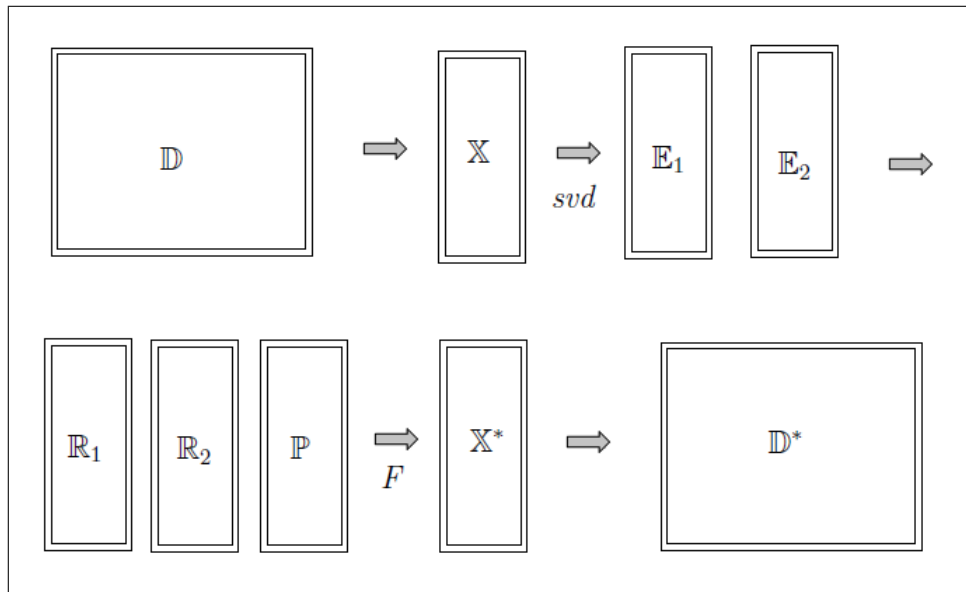 𝔻 𝕏 𝔼₁ 𝔼₂
svd
ℝ₁ ℝ₂ ℙ 𝕏* 𝔻*
F